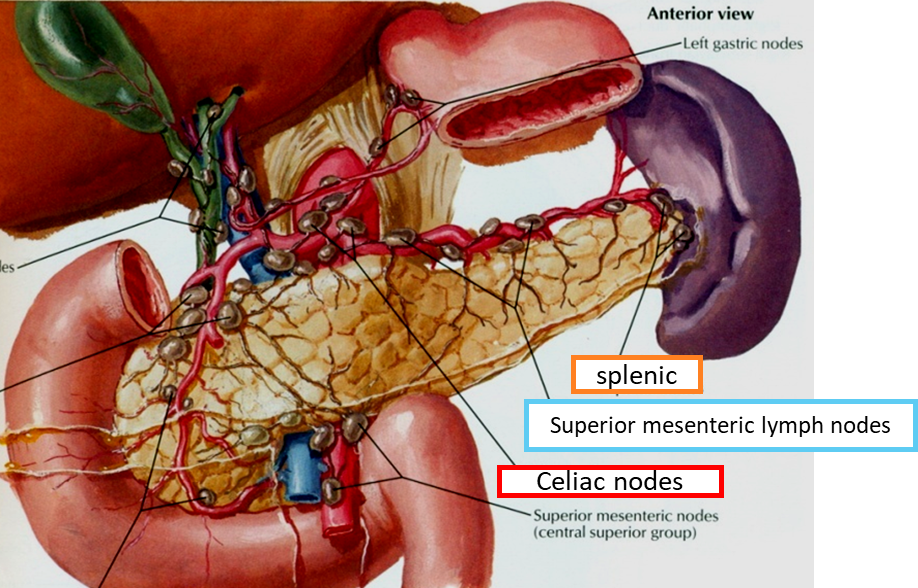 Anterior view
Left gastric nodes
splenic
Superior mesenteric lymph nodes
Celiac nodes
Superior mesenteric nodes
(central superior group)